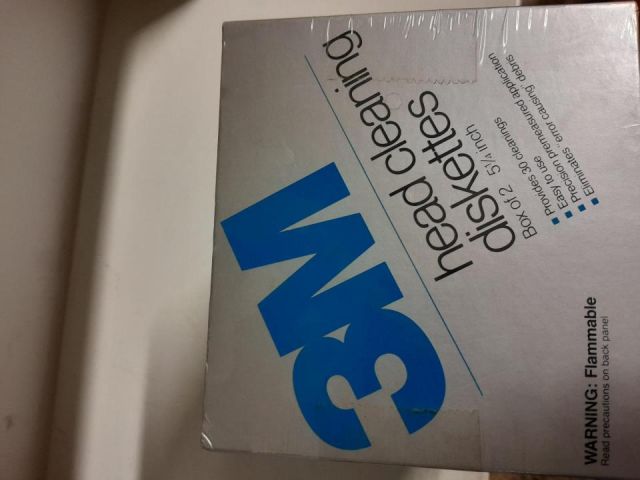 3M
head cleaning
diskettes
Box of 2 5¼ inch
Provides 30 cleanings
Easy to use
Precision premeasured application
Eliminates "error causing" debris
WARNING: Flammable
Read precautions on back panel